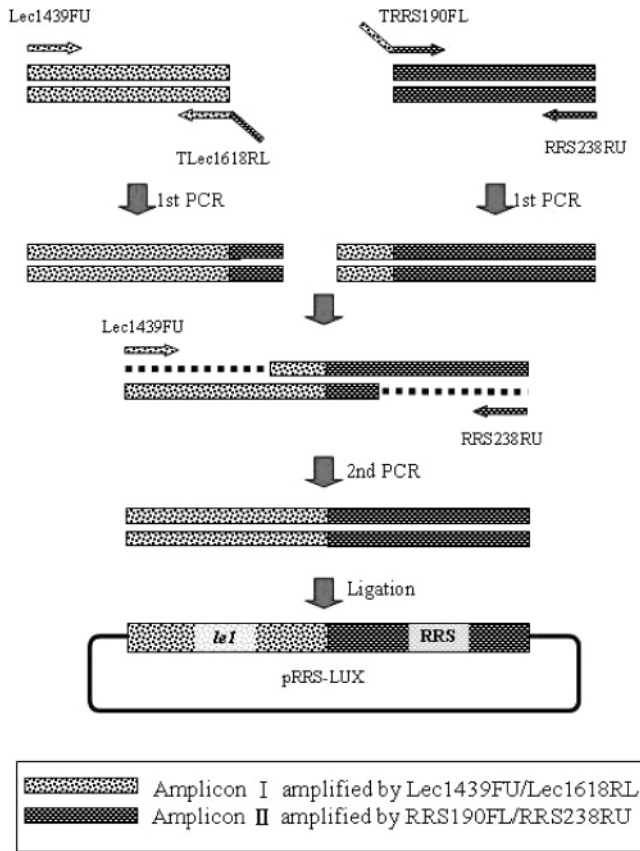 Lec1439FU
TRRS190FL
TLec1618RL
RRS238RU
1st PCR
1st PCR
Lec1439FU
RRS238RU
2nd PCR
Ligation
le1
RRS
pRRS-LUX
Amplicon I amplified by Lec1439FU/Lec1618RL
Amplicon II amplified by RRS190FL/RRS238RU